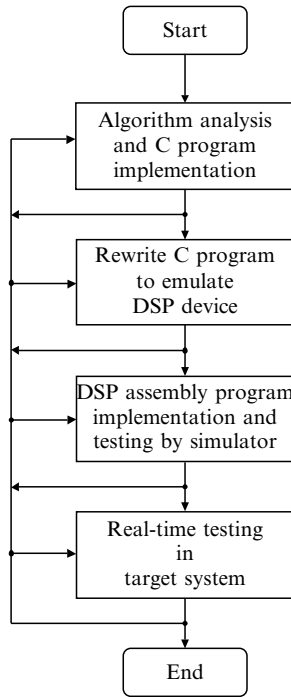 Start
Algorithm analysis
and C program
implementation
Rewrite C program
to emulate
DSP device
DSP assembly program
implementation and
testing by simulator
Real-time testing
in
target system
End